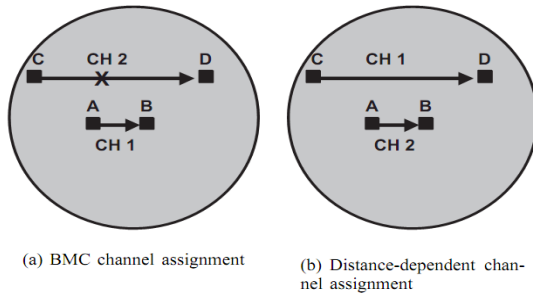 C CH 2 D
X
A B
CH 1
C CH 1 D
A B
CH 2
(a) BMC channel assignment
(b) Distance-dependent chan-
nel assignment